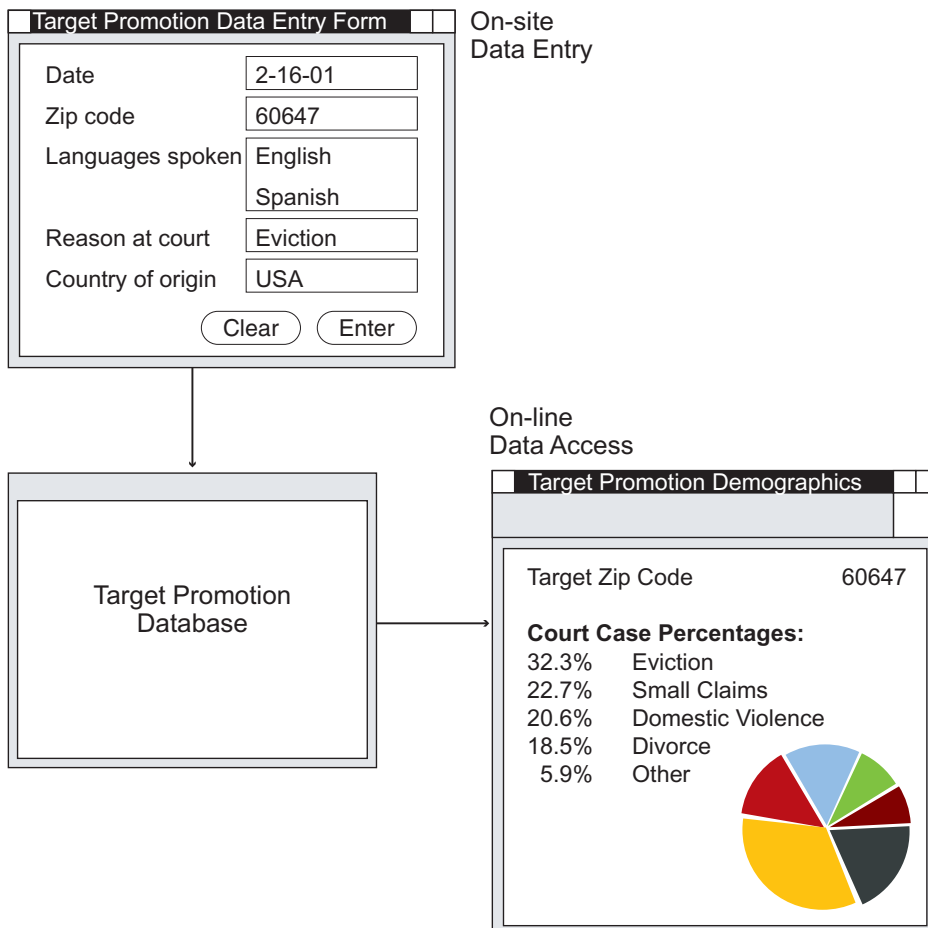 Target Promotion Data Entry Form
On-site
Data Entry
Date 2-16-01
Zip code 60647
Languages spoken English
Spanish
Reason at court Eviction
Country of origin USA
Clear Enter
On-line
Data Access
Target Promotion
Database
Target Promotion Demographics
Target Zip Code 60647
Court Case Percentages:
32.3% Eviction
22.7% Small Claims
20.6% Domestic Violence
18.5% Divorce
5.9% Other